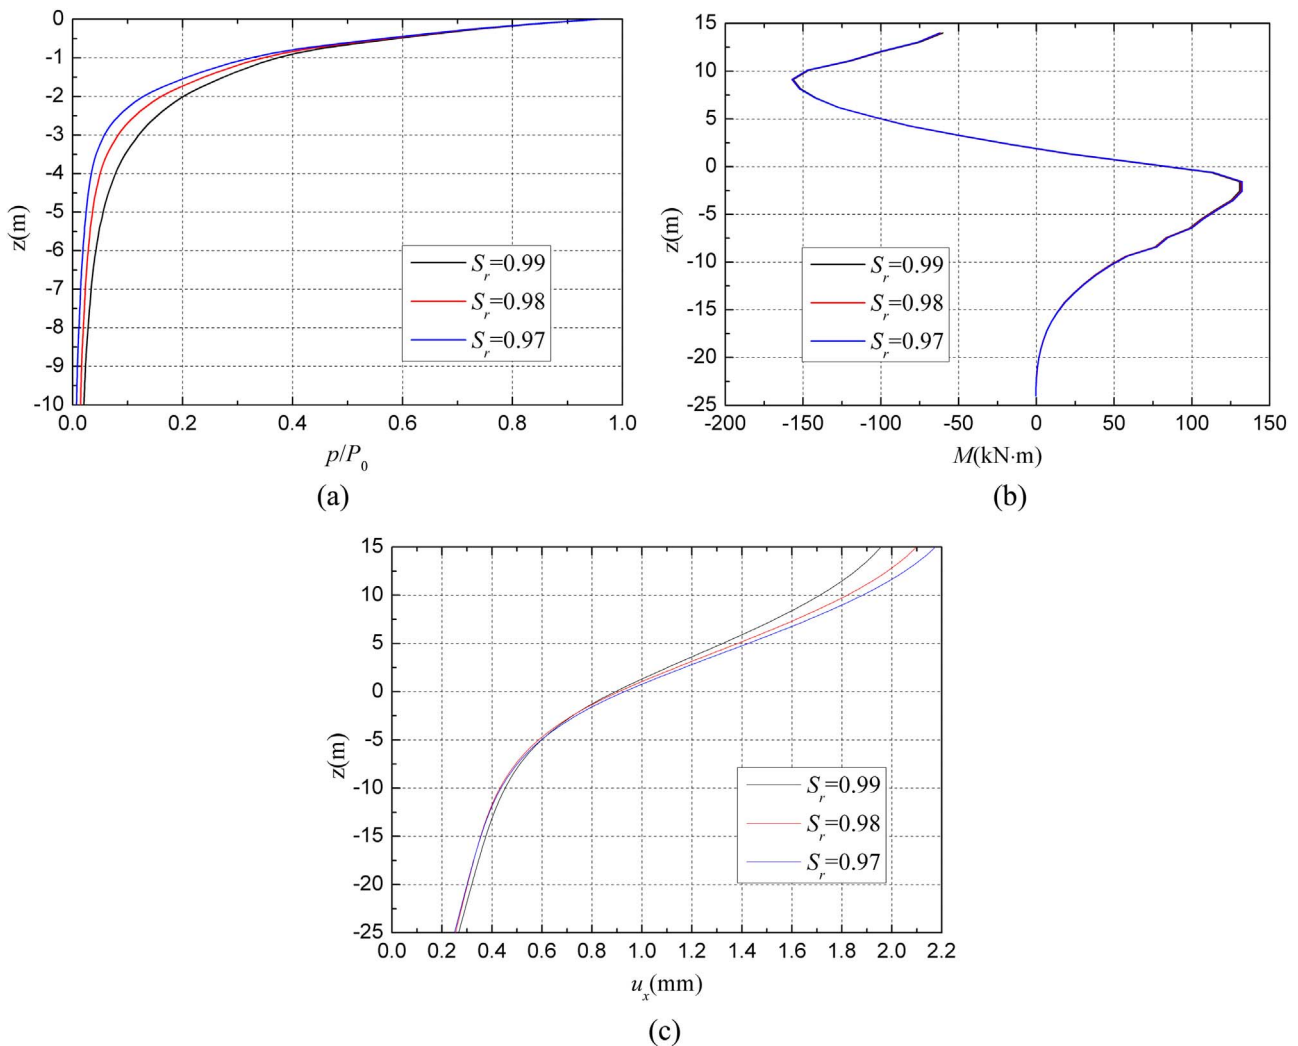 0
-1
-2
-3
-4
-5
-6
-7
-8
-9
-10
z(m)
0.0 0.2 0.4 0.6 0.8 1.0
p/P0
Sr=0.99
Sr=0.98
Sr=0.97
(a)
15
10
5
0
-5
-10
-15
-20
-25
z(m)
-200 -150 -100 -50 0 50 100 150
M(kN·m)
Sr=0.99
Sr=0.98
Sr=0.97
(b)
15
10
5
0
-5
-10
-15
-20
-25
z(m)
0.0 0.2 0.4 0.6 0.8 1.0 1.2 1.4 1.6 1.8 2.0 2.2
ux(mm)
Sr=0.99
Sr=0.98
Sr=0.97
(c)